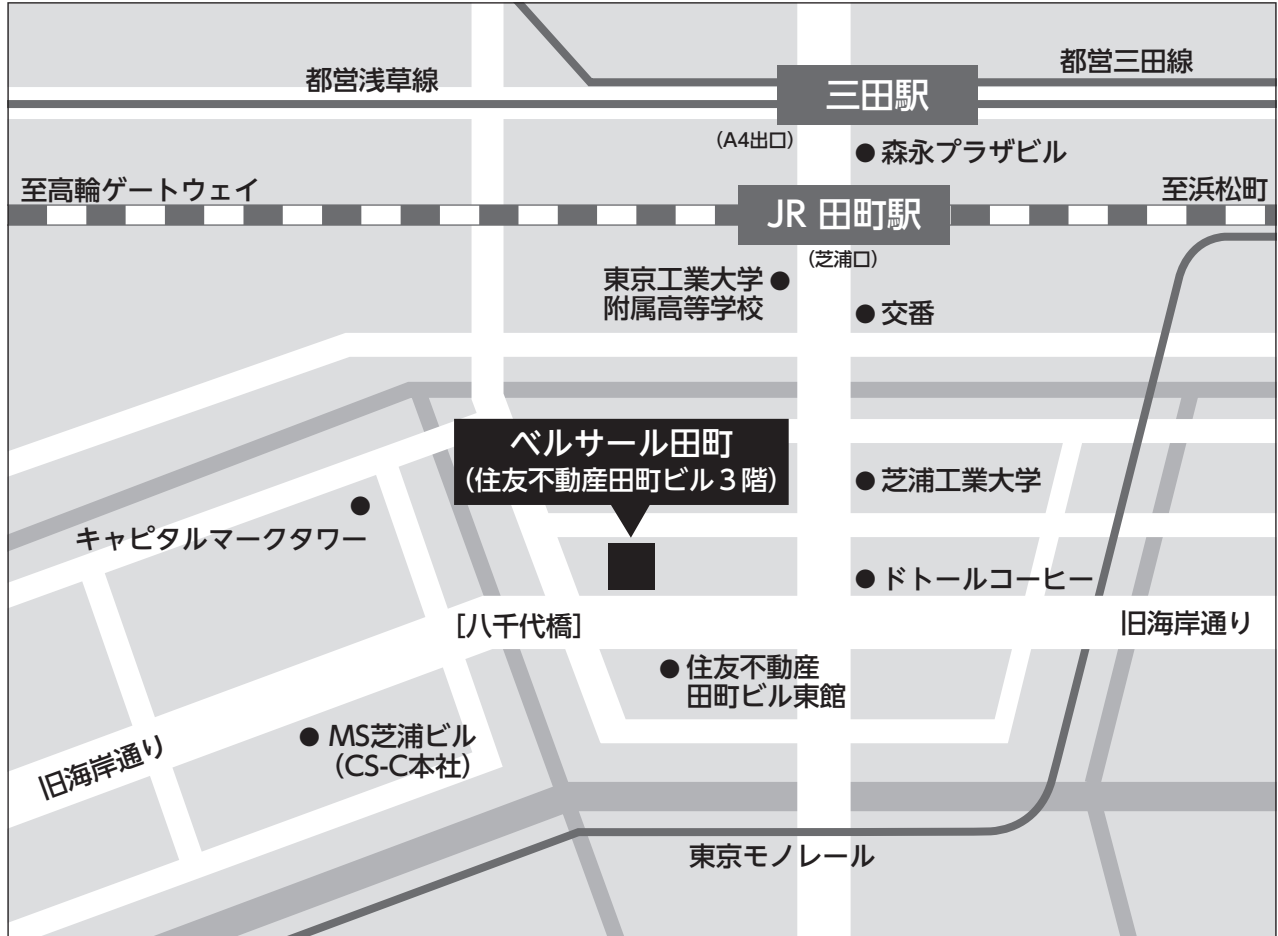 都営浅草線
都営三田線
三田駅
(A4出口)
森永プラザビル
至高輪ゲートウェイ
至浜松町
JR 田町駅
(芝浦口)
東京工業大学
附属高等学校
交番
ベルサール田町
(住友不動産田町ビル3階)
芝浦工業大学
キャピタルマークタワー
ドトールコーヒー
[八千代橋]
旧海岸通り
住友不動産
田町ビル東館
MS芝浦ビル
(CS-C本社)
旧海岸通り
東京モノレール